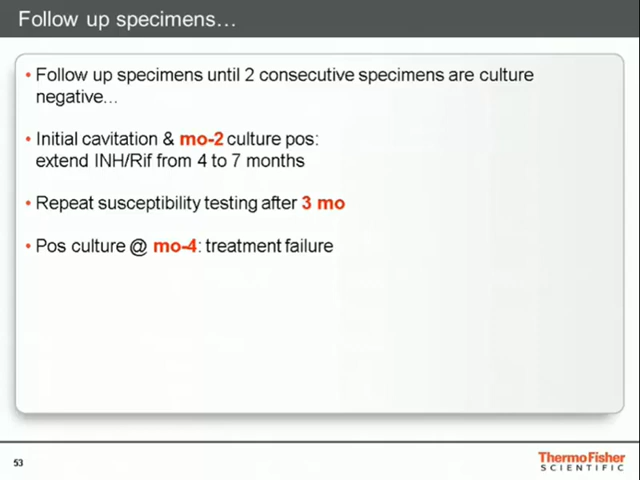 Follow up specimens…
• Follow up specimens until 2 consecutive specimens are culture
negative…
• Initial cavitation & mo-2 culture pos:
extend INH/Rif from 4 to 7 months
• Repeat susceptibility testing after 3 mo
• Pos culture @ mo-4: treatment failure
53
ThermoFisher
SCIENTIFIC